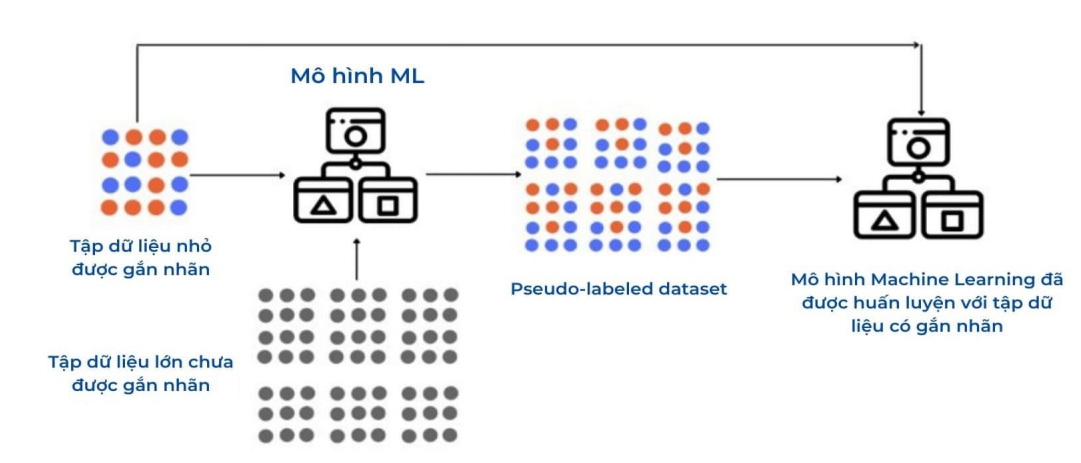 Mô hình ML
Tập dữ liệu nhỏ
được gắn nhãn
Pseudo-labeled dataset
Mô hình Machine Learning đã
được huấn luyện với tập dữ
liệu có gắn nhãn
Tập dữ liệu lớn chưa
được gắn nhãn